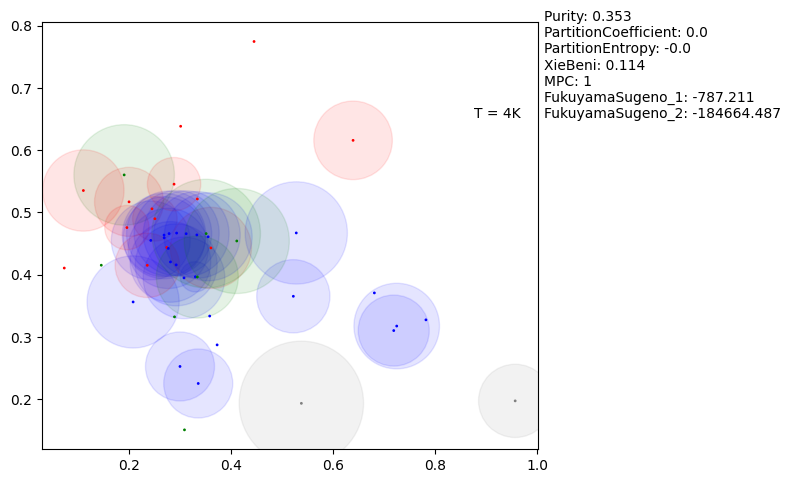 Purity: 0.353
PartitionCoefficient: 0.0
PartitionEntropy: -0.0
XieBeni: 0.114
MPC: 1
FukuyamaSugeno_1: -787.211
FukuyamaSugeno_2: -184664.487
T = 4K
0.8
0.7
0.6
0.5
0.4
0.3
0.2
0.2 0.4 0.6 0.8 1.0